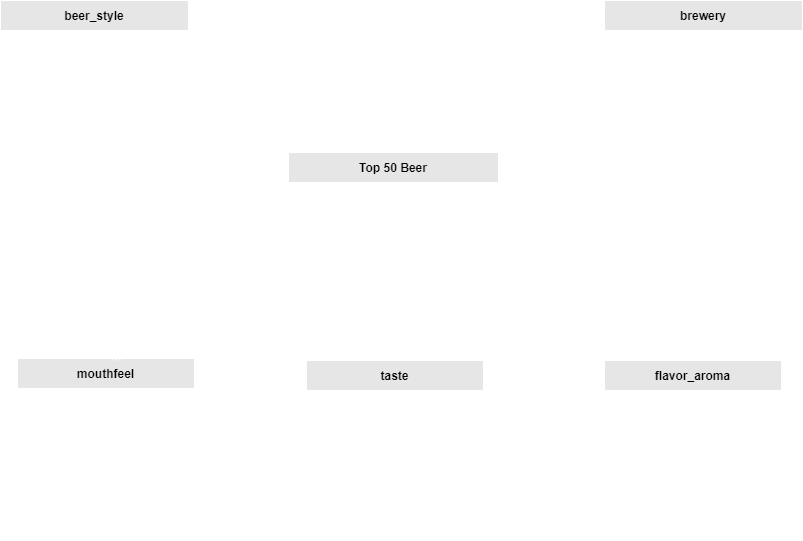 beer_style
brewery
Top 50 Beer
mouthfeel
taste
flavor_aroma